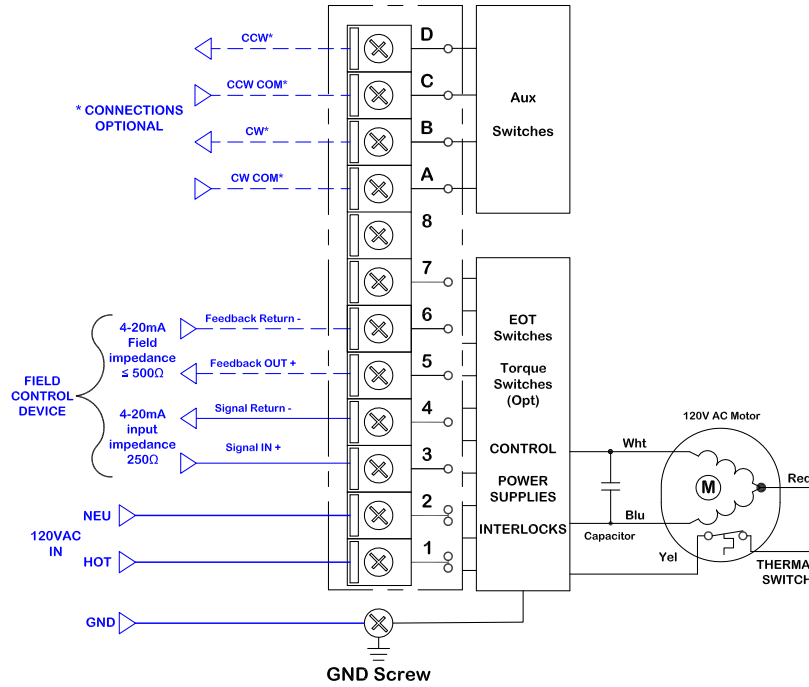 CCW*
D
CCW COM*
C
* CONNECTIONS
OPTIONAL
CW*
B
CW COM*
A
Aux
Switches
8
7
Feedback Return -
6
4-20mA
Field
impedance
≤ 500Ω
Feedback OUT +
5
FIELD
CONTROL
DEVICE
4-20mA
input
impedance
250Ω
Signal Return -
4
Signal IN +
3
EOT
Switches
Torque
Switches
(Opt)
CONTROL
POWER
SUPPLIES
INTERLOCKS
120V AC Motor
Wht
M
Red
Blu
Capacitor
Yel
THERMA
SWITCH
NEU
2
120VAC
IN
HOT
1
GND
GND Screw